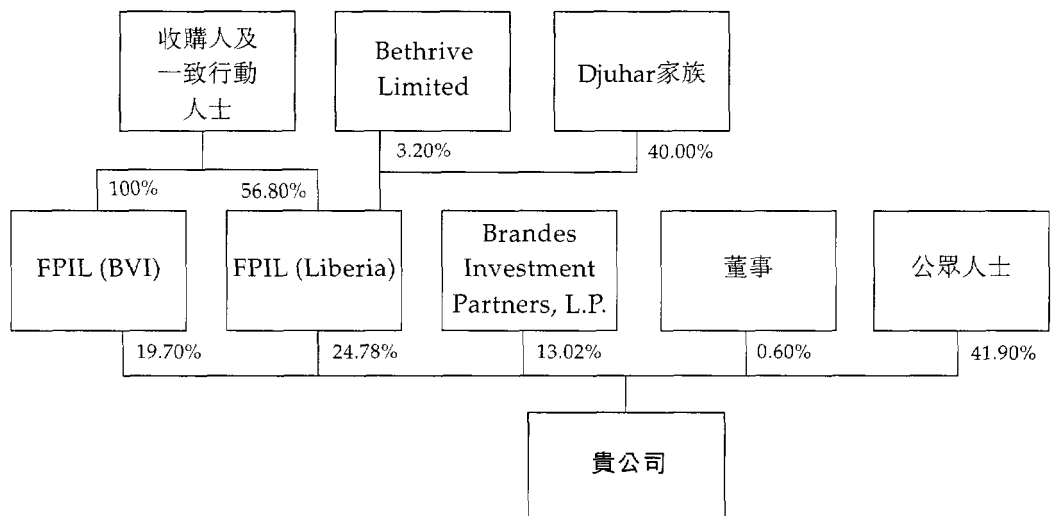 收購人及
一致行動
人士
Bethrive
Limited
Djuhar家族
3.20%
40.00%
100%
56.80%
FPIL (BVI)
FPIL (Liberia)
Brandes
Investment
Partners, L.P.
董事
公眾人士
19.70%
24.78%
13.02%
0.60%
41.90%
貴公司